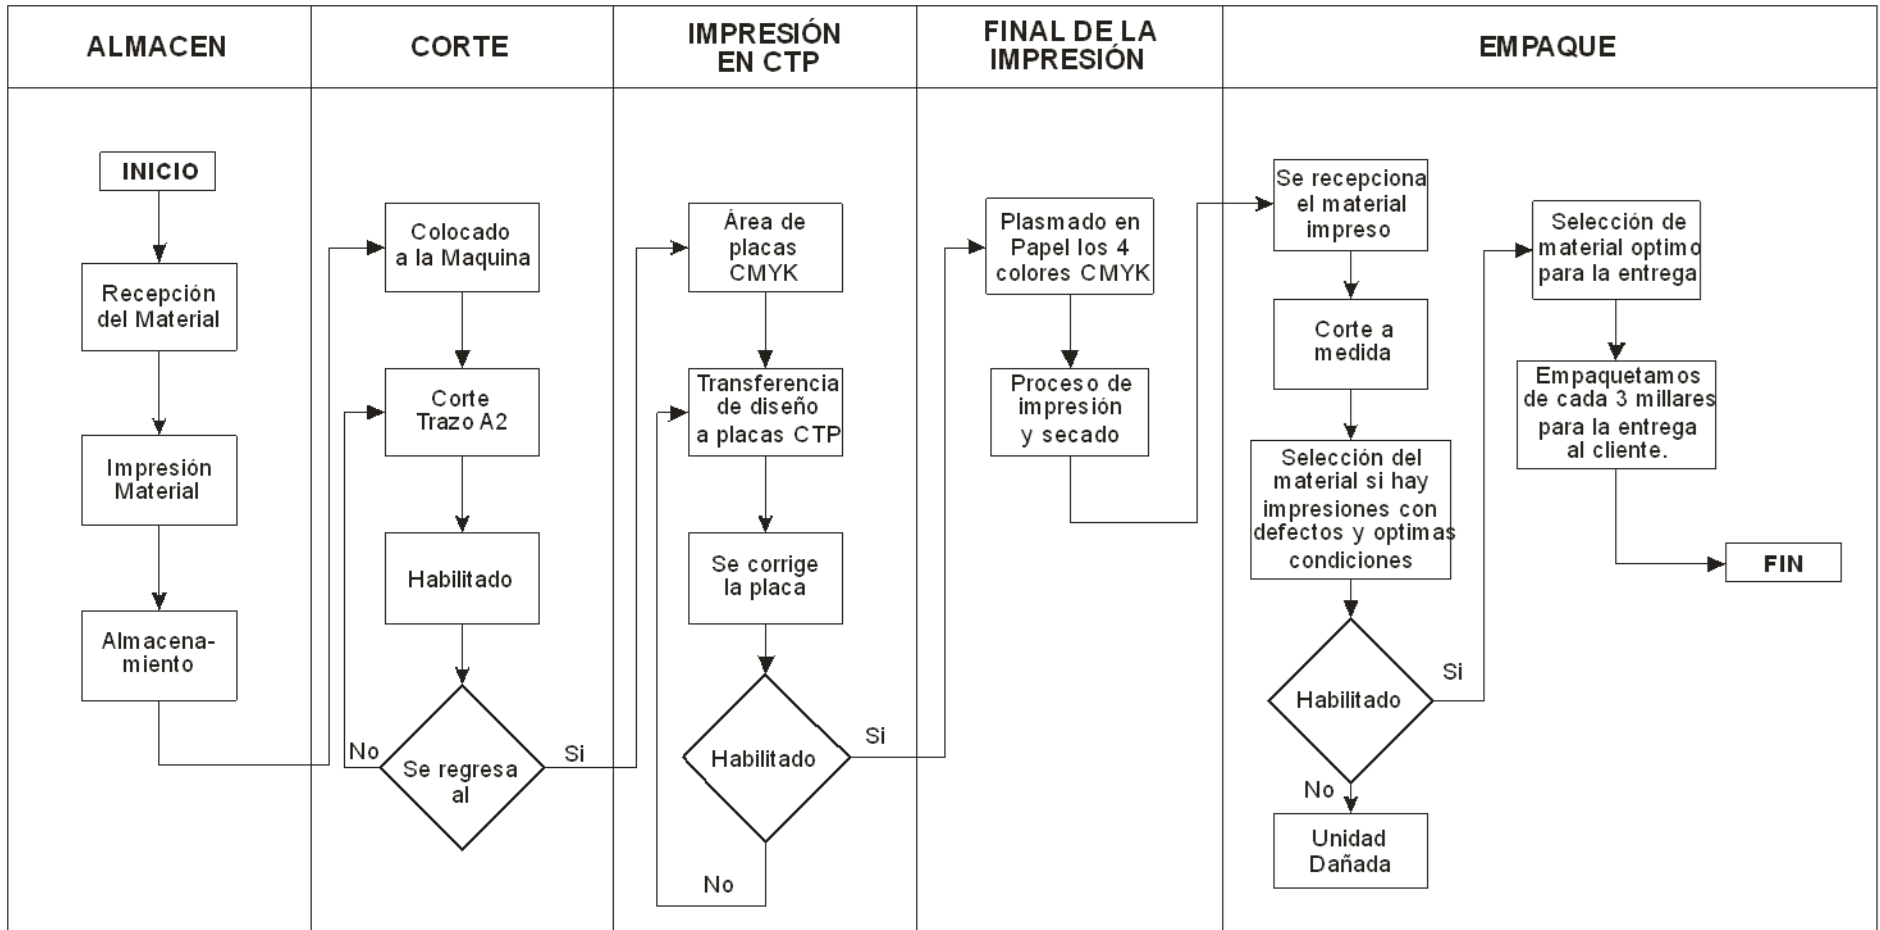 ALMACEN
CORTE
IMPRESIÓN
EN CTP
FINAL DE LA
IMPRESIÓN
EMPAQUE
INICIO
Recepción
del Material
Impresión
Material
Almacena-
miento
Colocado
a la Maquina
Corte
Trazo A2
Habilitado
Se regresa
al
No
Si
Área de
placas
CMYK
Transferencia
de diseño
a placas CTP
Se corrige
la placa
Habilitado
Si
No
Plasmado en
Papel los 4
colores CMYK
Proceso de
impresión
y secado
Se recepciona
el material
impreso
Corte a
medida
Selección del
material si hay
impresiones con
defectos y optimas
condiciones
Habilitado
Si
No
Unidad
Dañada
Selección de
material optimo
para la entrega
Empaquetamos
de cada 3 millares
para la entrega
al cliente.
FIN